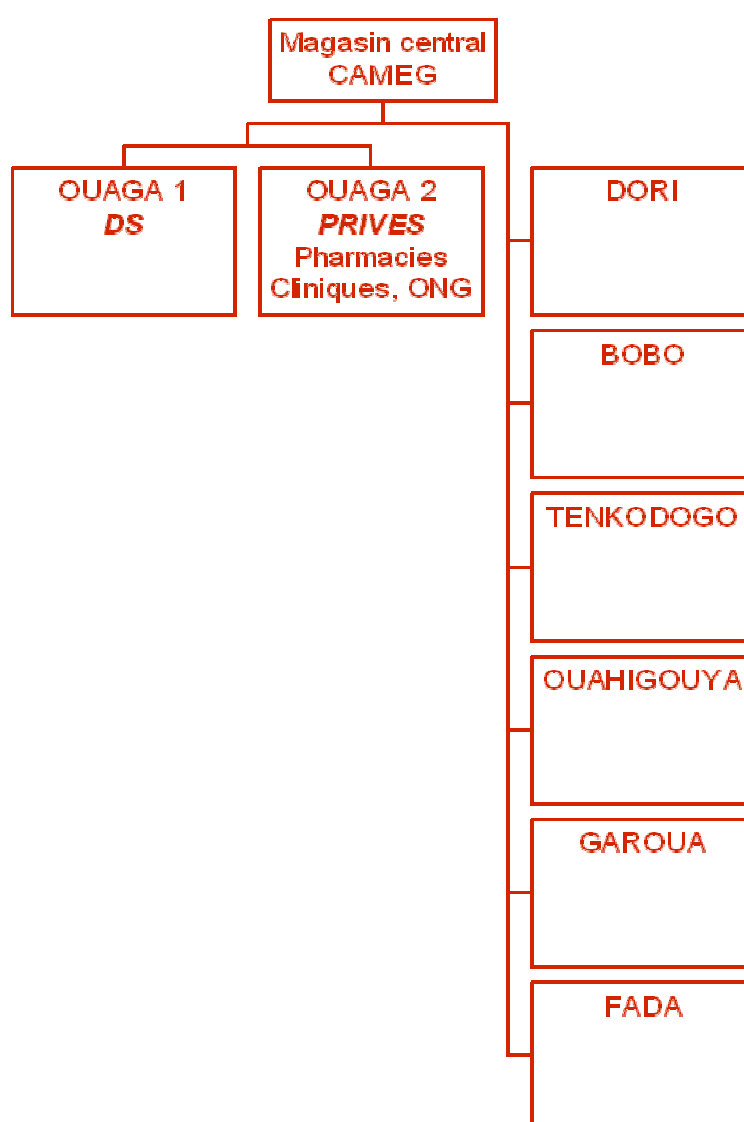 Magasin central
CAMEG
OUAGA 1
DS
OUAGA 2
PRIVES
Pharmacies
Cliniques, ONG
DORI
BOBO
TENKODOGO
OUAHIGOUYA
GAROUA
FADA